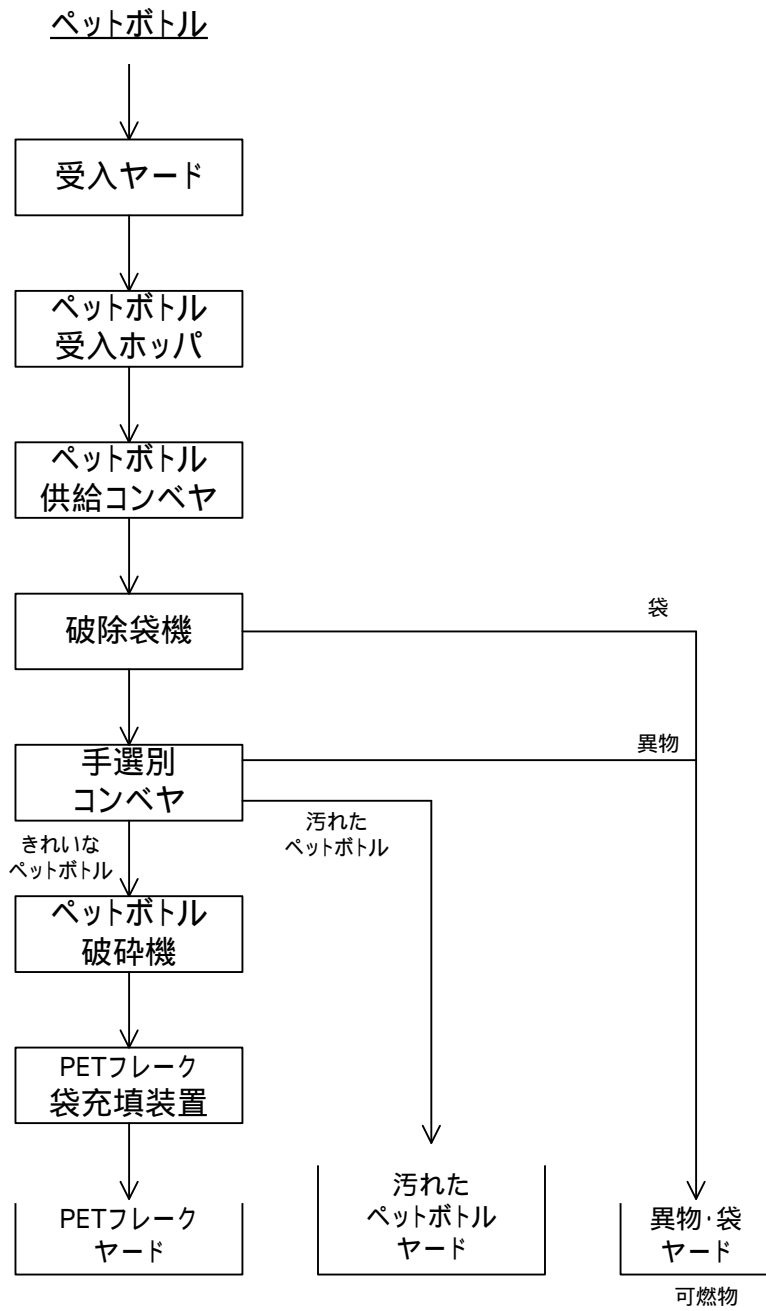 ペットボトル
受入ヤード
ペットボトル
受入ホッパ
ペットボトル
供給コンベヤ
破除袋機
袋
手選別
コンベヤ
異物
汚れた
ペットボトル
きれいな
ペットボトル
ペットボトル
破砕機
PETフレーク
袋充填装置
PETフレーク
ヤード
汚れた
ペットボトル
ヤード
異物・袋
ヤード
可燃物